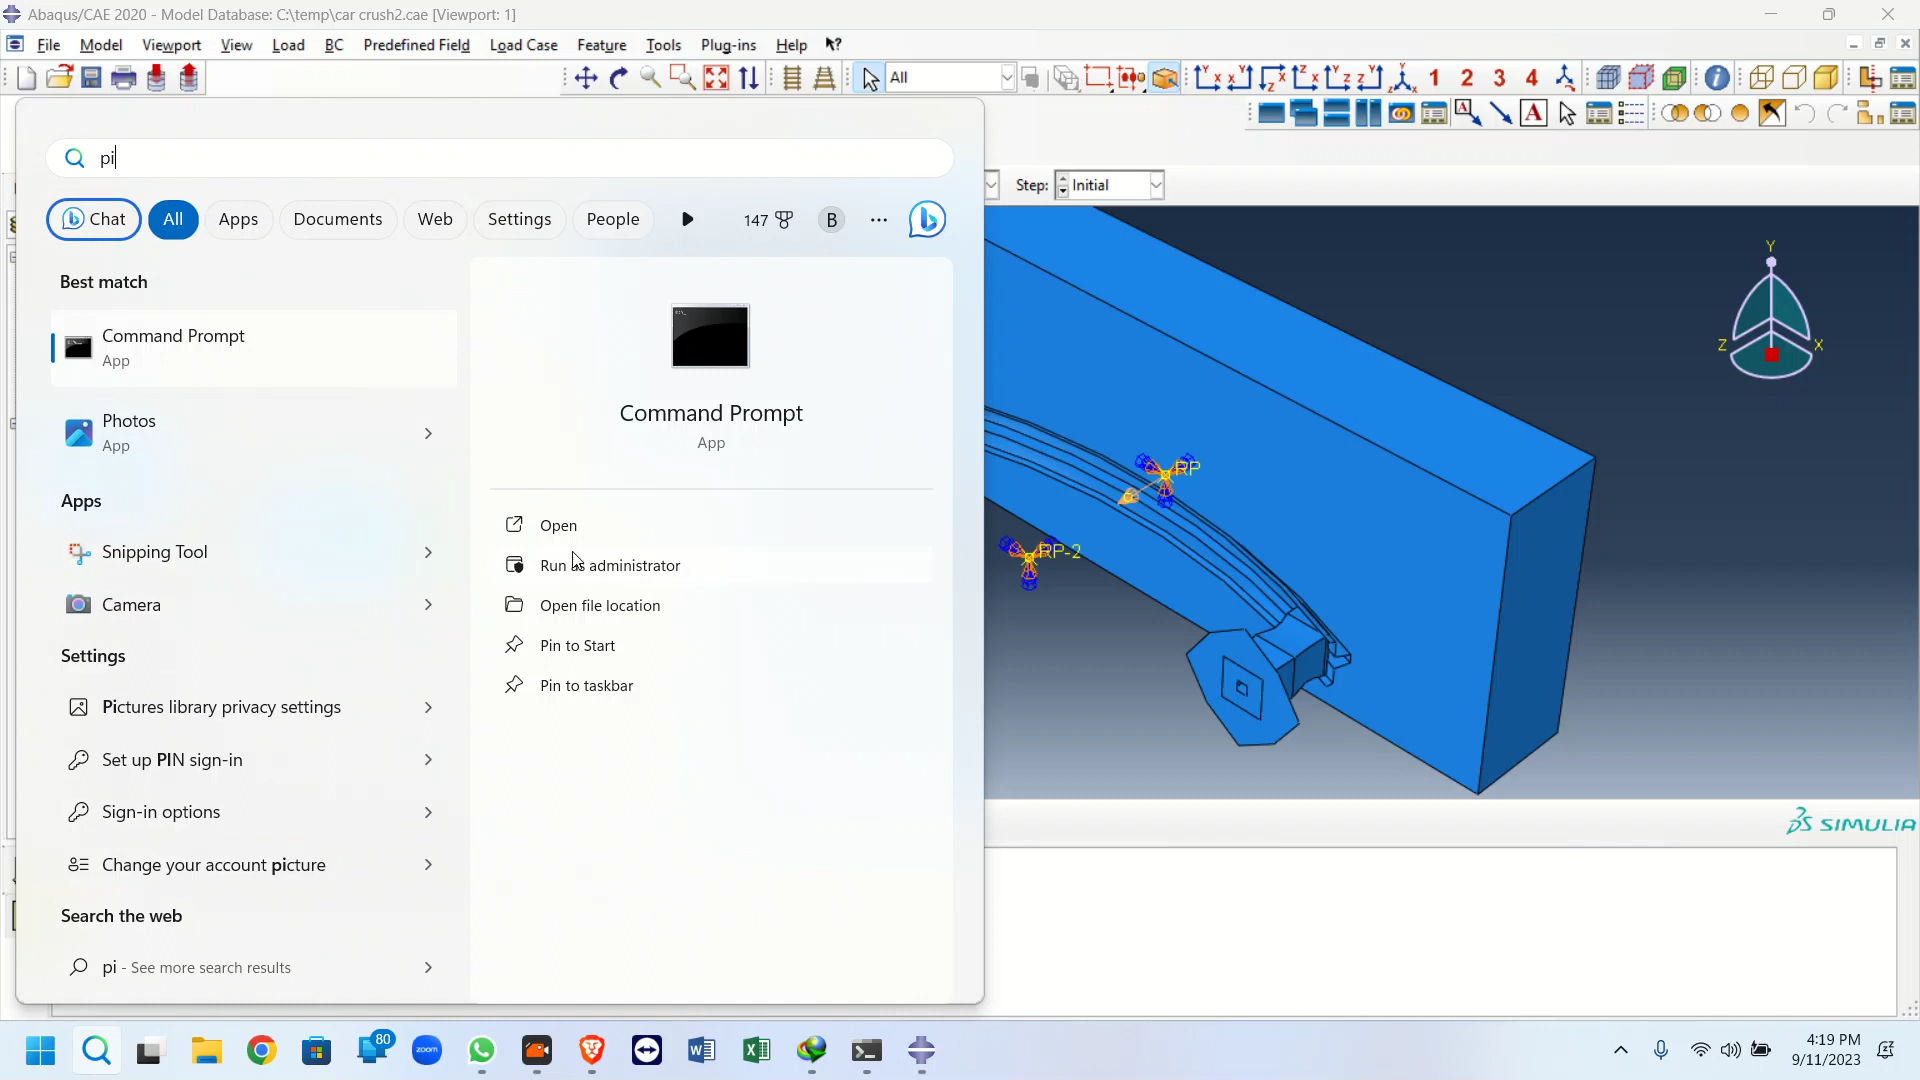 Abaqus/CAE 2020 - Model Database: C:\temp\car crush2.cae [Viewport: 1]
File Model Viewport View Load BC Predefined Field Load Case Feature Tools Plug-ins Help
All
1 2 3 4
A
A
Step: Initial
pi
Chat All Apps Documents Web Settings People 147 B
Best match
Command Prompt
App
Photos
App
Apps
Snipping Tool
Camera
Settings
Pictures library privacy settings
Set up PIN sign-in
Sign-in options
Change your account picture
Search the web
pi - See more search results
Command Prompt
App
Open
Run as administrator
Open file location
Pin to Start
Pin to taskbar
RP
RP-2
Y
Z X
SIMULIA
80
zoom
4:19 PM
9/11/2023